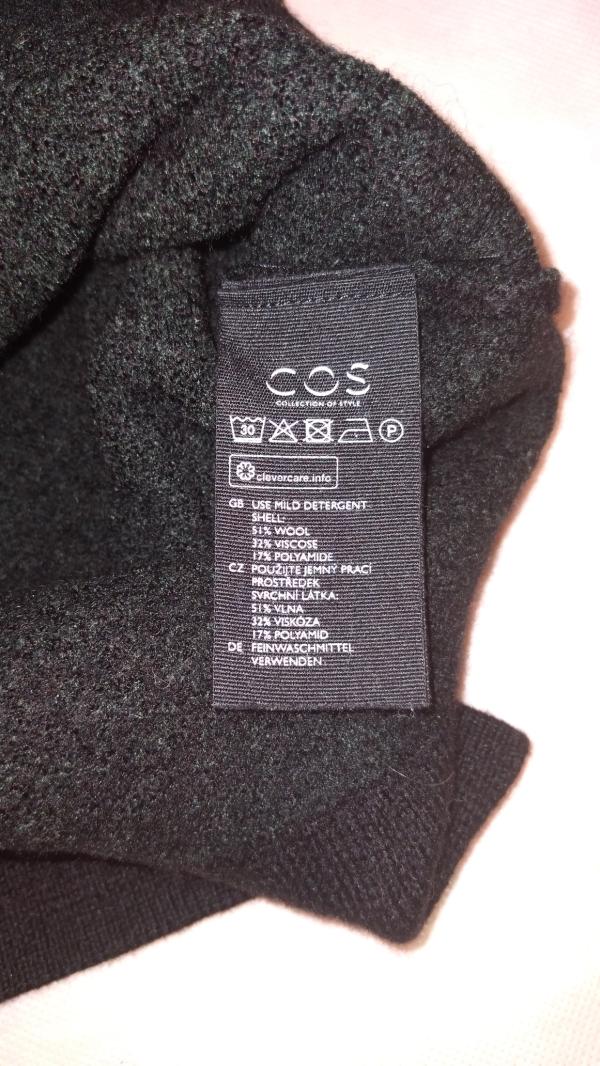 COS
COLLECTION OF STYLE
30 P
clevercare.info
GB USE MILD DETERGENT
SHELL:
51% WOOL
32% VISCOSE
17% POLYAMIDE
CZ POUŽIJTE JEMNÝ PRACÍ
PROSTŘEDEK
SVRCHNÍ LÁTKA:
51% VLNA
32% VISKÓZA
17% POLYAMID
DE FEINWASCHMITTEL
VERWENDEN